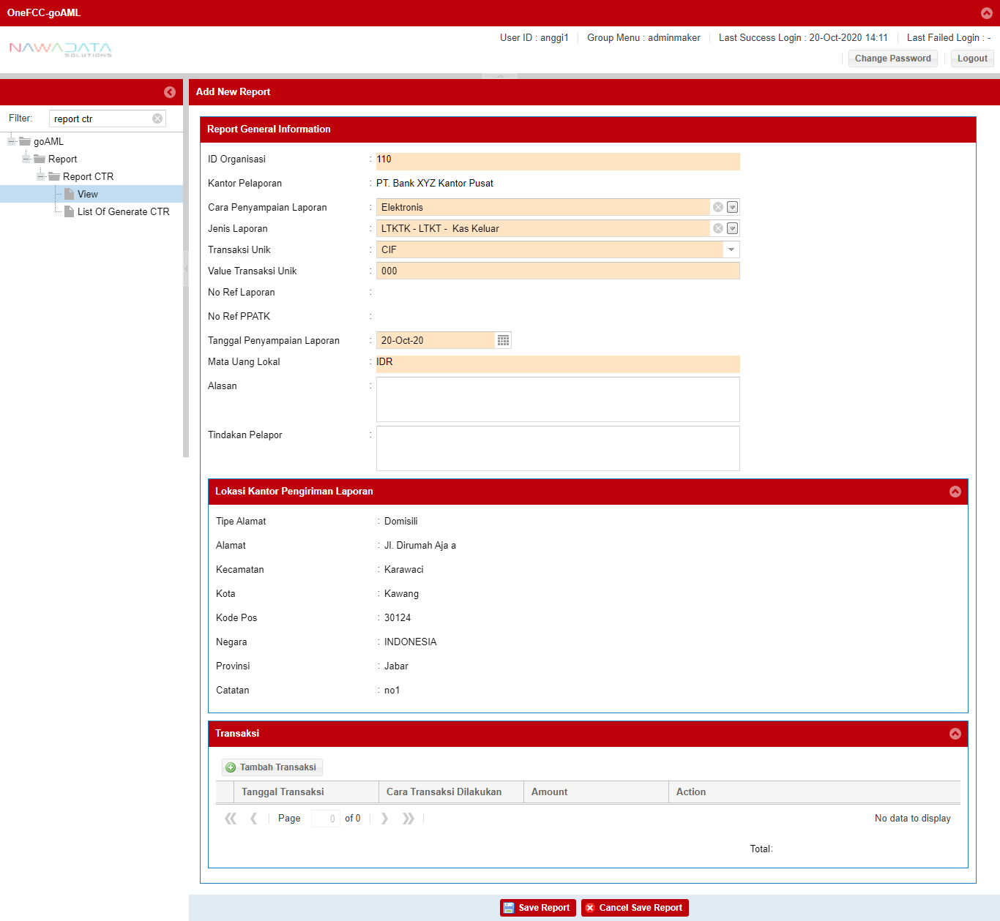 OneFCC-goAML
NAWADATA
SOLUTIONS
User ID : anggi1
Group Menu : adminmaker
Last Success Login : 20-Oct-2020 14:11
Last Failed Login : -
Change Password
Logout
Add New Report
Filter:
report ctr
goAML
Report
Report CTR
View
List Of Generate CTR
Report General Information
ID Organisasi : 110
Kantor Pelaporan : PT. Bank XYZ Kantor Pusat
Cara Penyampaian Laporan : Elektronis
Jenis Laporan : LTKTK - LTKT - Kas Keluar
Transaksi Unik : CIF
Value Transaksi Unik : 000
No Ref Laporan :
No Ref PPATK :
Tanggal Penyampaian Laporan : 20-Oct-20
Mata Uang Lokal : IDR
Alasan :
Tindakan Pelapor :
Lokasi Kantor Pengiriman Laporan
Tipe Alamat : Domisili
Alamat : Jl. Dirumah Aja a
Kecamatan : Karawaci
Kota : Kawang
Kode Pos : 30124
Negara : INDONESIA
Provinsi : Jabar
Catatan : no1
Transaksi
Tambah Transaksi
Tanggal Transaksi Cara Transaksi Dilakukan Amount Action
Page 0 of 0 No data to display
Total:
Save Report Cancel Save Report